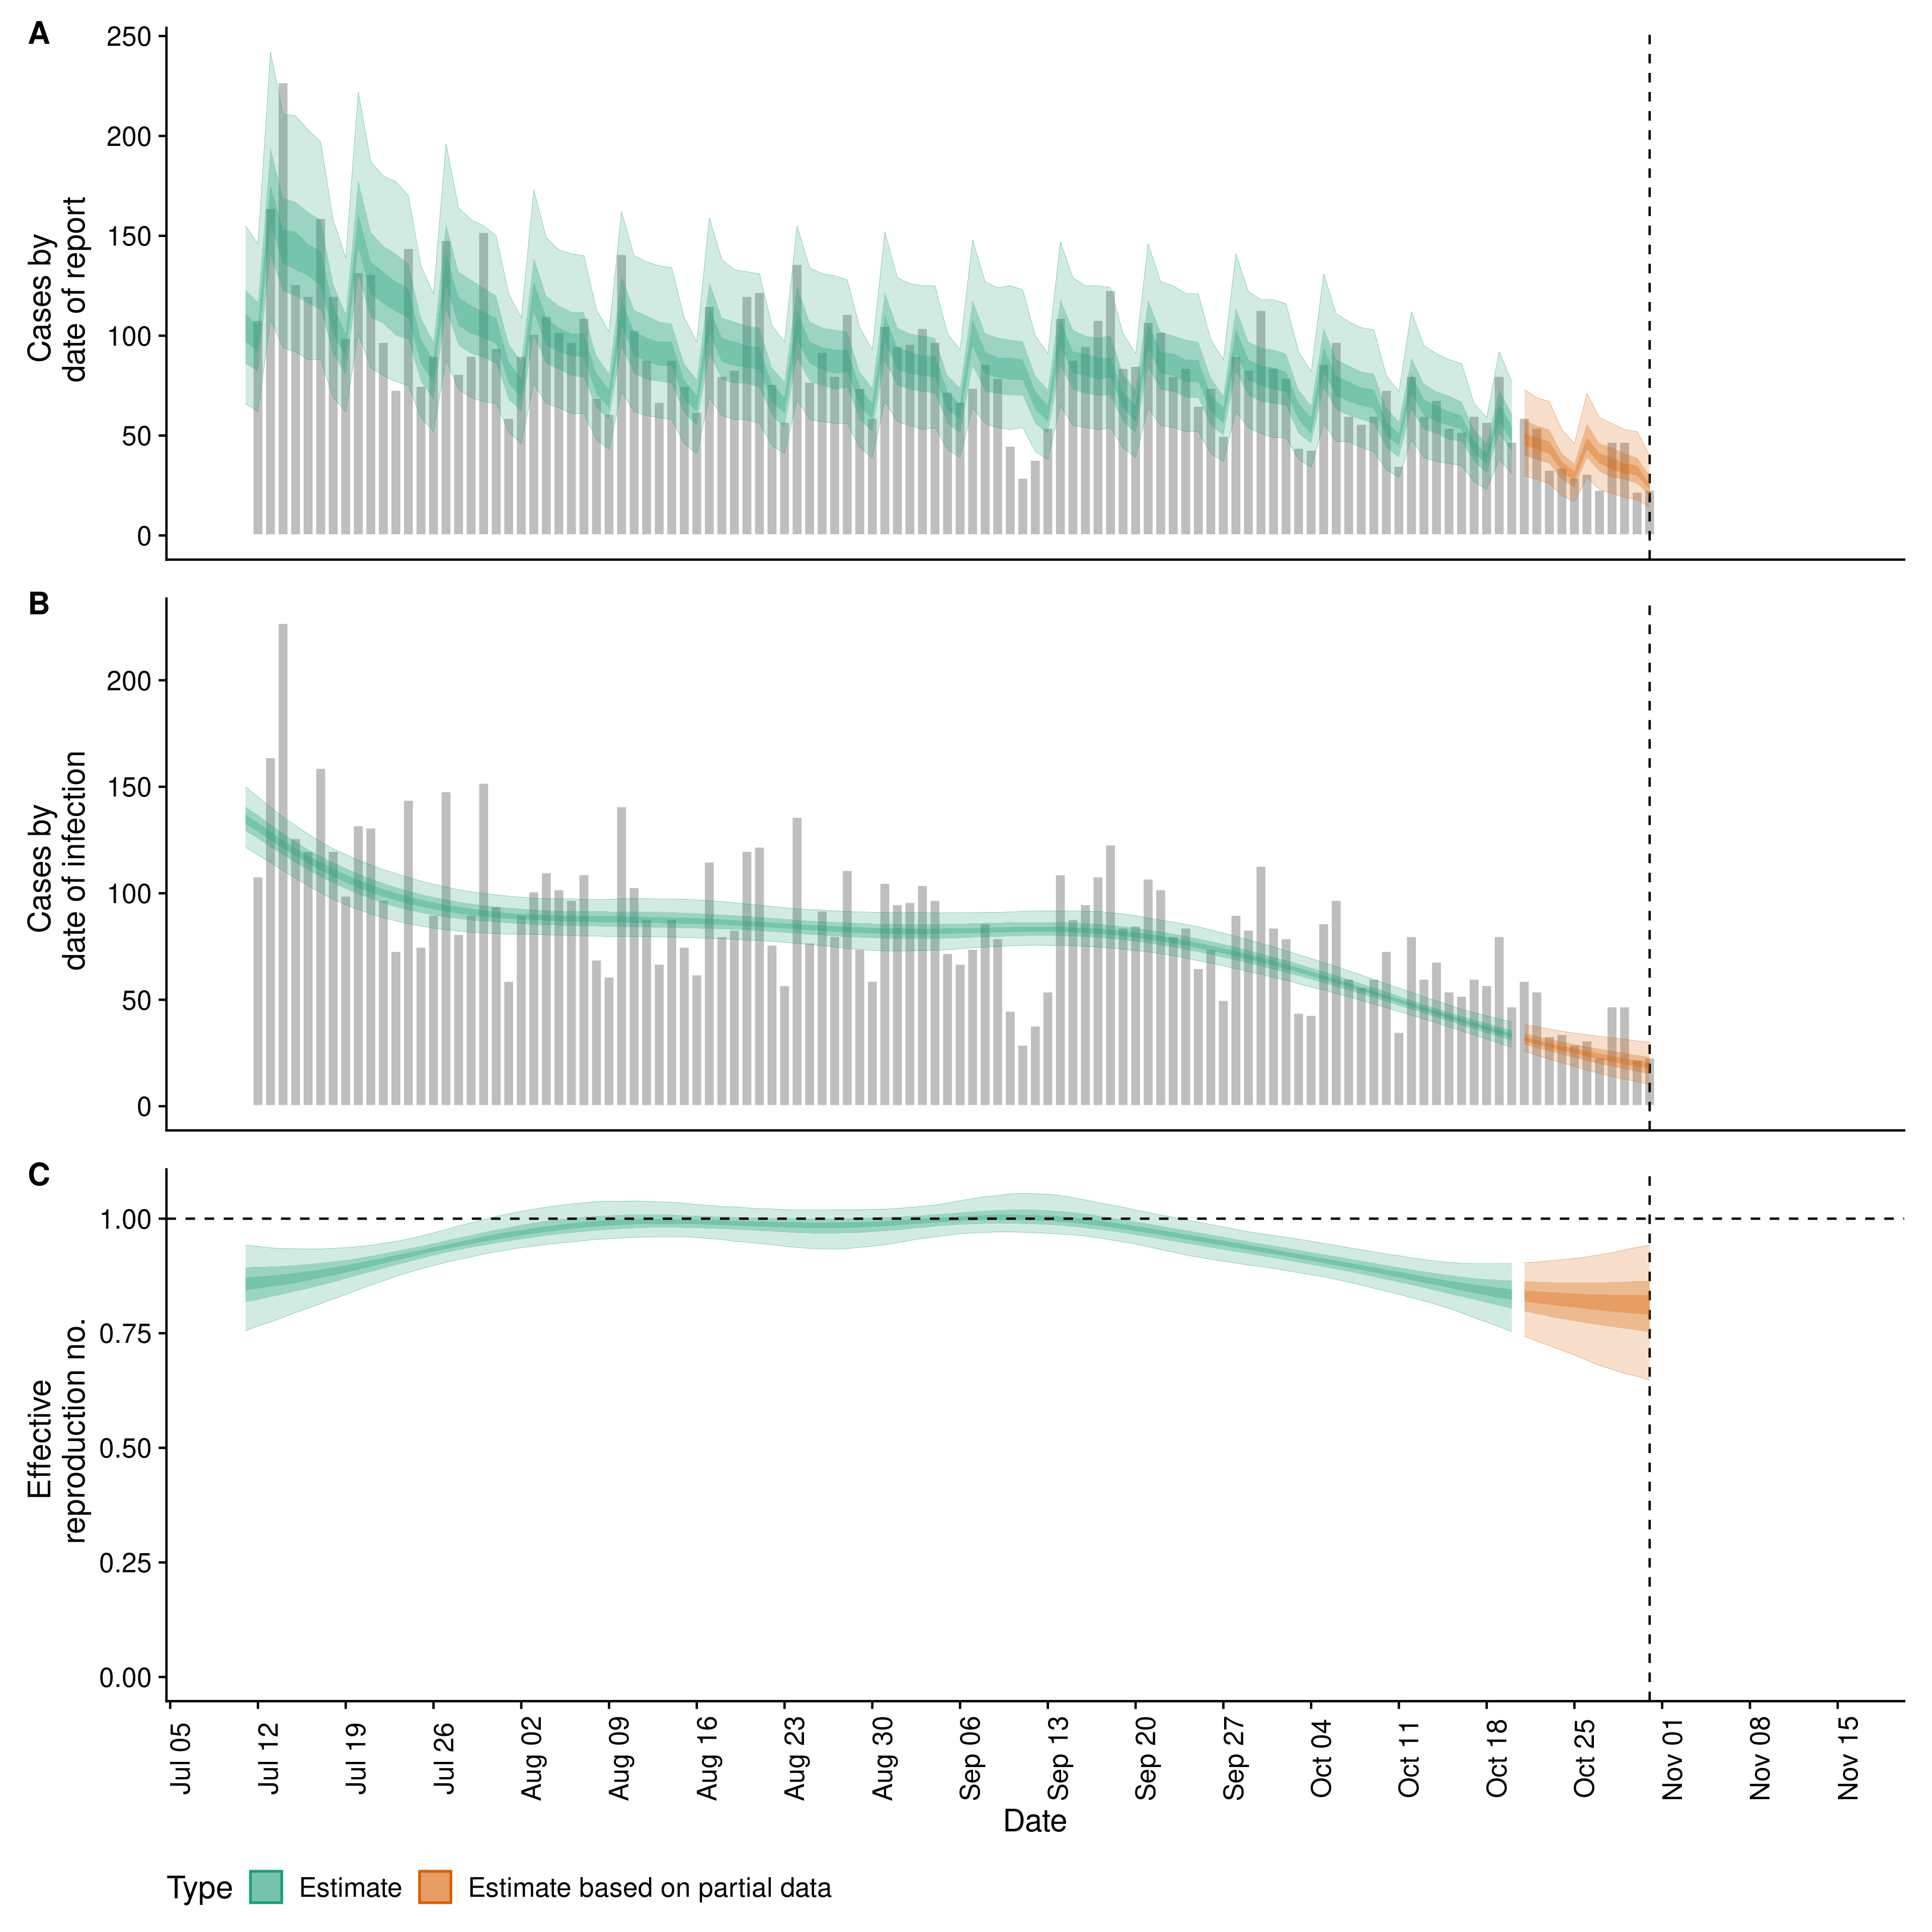 A
Cases by
date of report
250
200
150
100
50
0
B
Cases by
date of infection
200
150
100
50
0
C
Effective
reproduction no.
1.00
0.75
0.50
0.25
0.00
Jul 05
Jul 12
Jul 19
Jul 26
Aug 02
Aug 09
Aug 16
Aug 23
Aug 30
Sep 06
Sep 13
Sep 20
Sep 27
Oct 04
Oct 11
Oct 18
Oct 25
Nov 01
Nov 08
Nov 15
Date
Type Estimate Estimate based on partial data